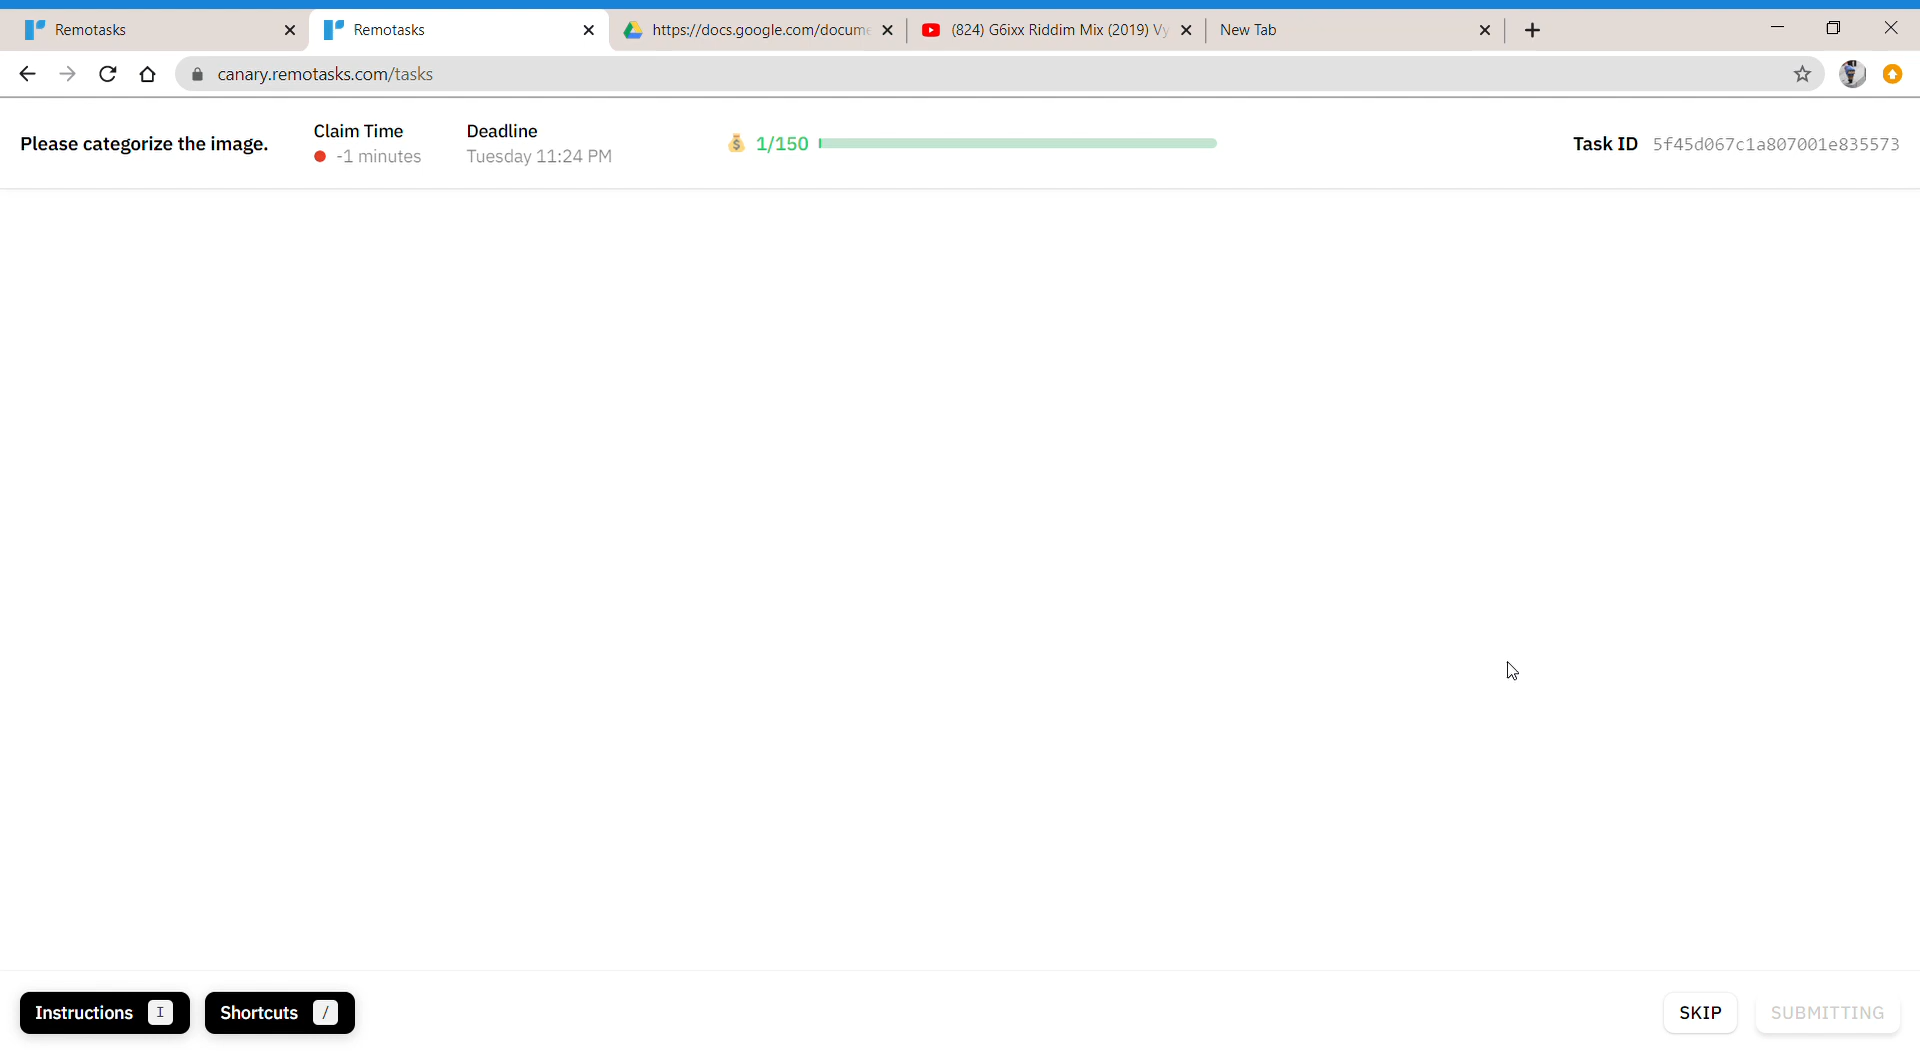 Remotasks
Remotasks
https://docs.google.com/docume
(824) G6ixx Riddim Mix (2019) Vy
New Tab
canary.remotasks.com/tasks
Please categorize the image.
Claim Time
-1 minutes
Deadline
Tuesday 11:24 PM
1/150
Task ID 5f45d067c1a807001e835573
Instructions I
Shortcuts /
SKIP
SUBMITTING